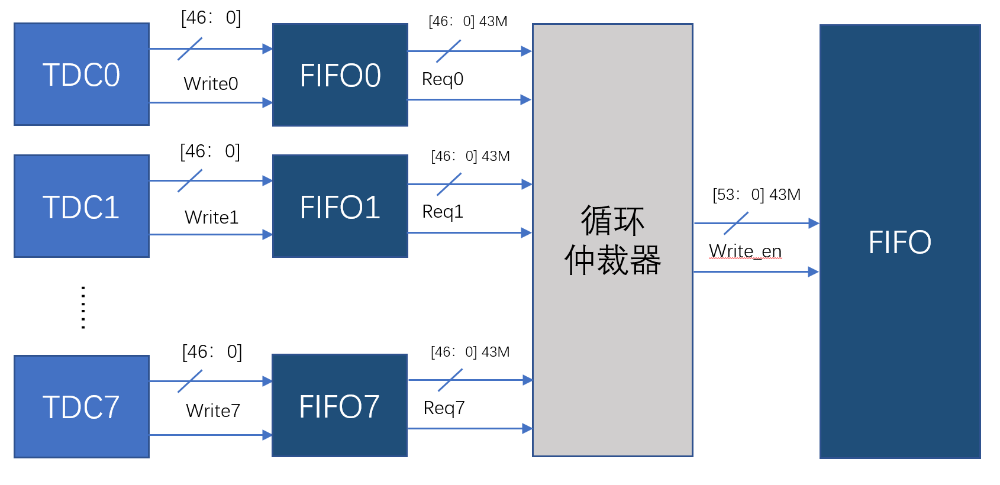 [46： 0]
[46： 0] 43M
TDC0
Write0
FIFO0
Req0
[46： 0]
[46： 0] 43M
TDC1
Write1
FIFO1
Req1
循环
仲裁器
[53： 0] 43M
Write_en
FIFO
......
[46： 0]
[46： 0] 43M
TDC7
Write7
FIFO7
Req7